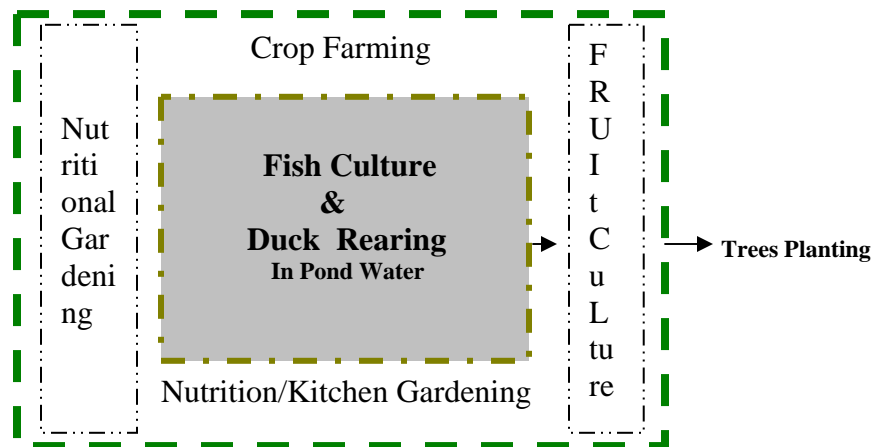 Crop Farming
Nut
riti
onal
Gar
deni
ng
Fish Culture
&
Duck Rearing
In Pond Water
F
R
U
I
t
C
u
L
tu
re
Trees Planting
Nutrition/Kitchen Gardening